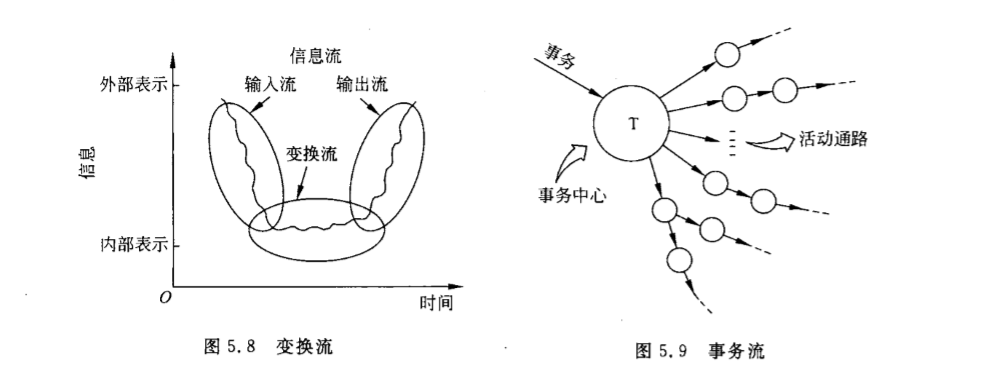 信息流
外部表示
输入流
输出流
变换流
信息
内部表示
O
时间
图5.8 变换流
事务
T
活动通路
事务中心
图5.9 事务流